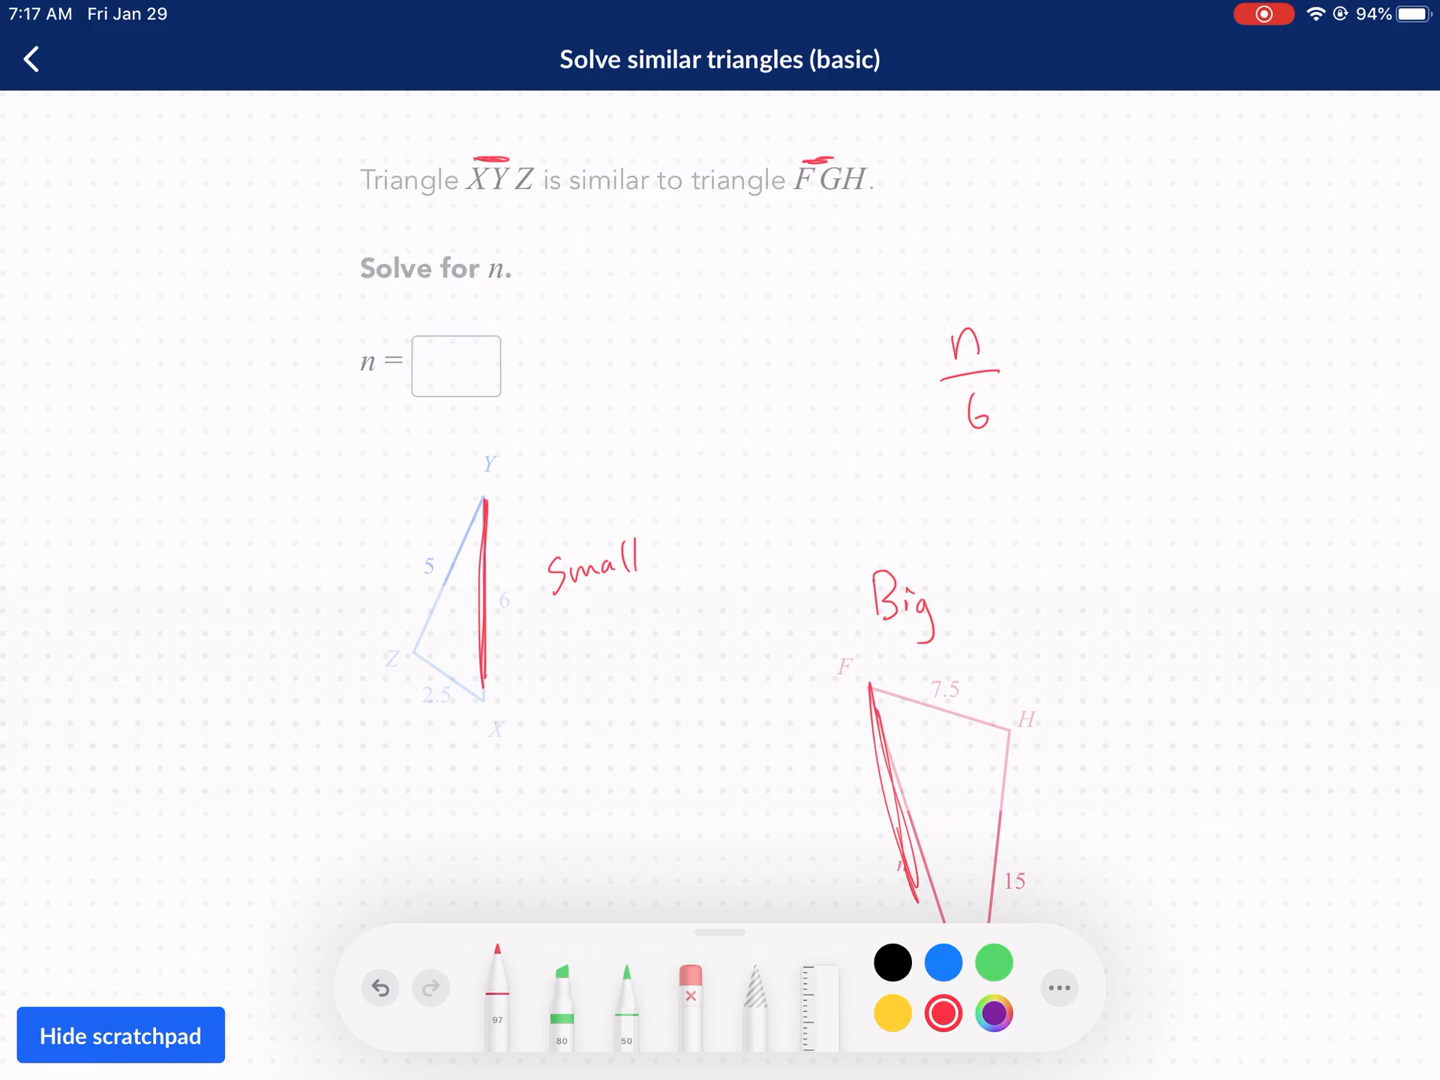 7:17 AM Fri Jan 29
94%
Solve similar triangles (basic)
Triangle XYZ is similar to triangle FGH.
Solve for n.
n =
n
6
Y
5
6
Small
Z
2.5
X
Big
F
7.5
H
n
15
97
80
50
Hide scratchpad